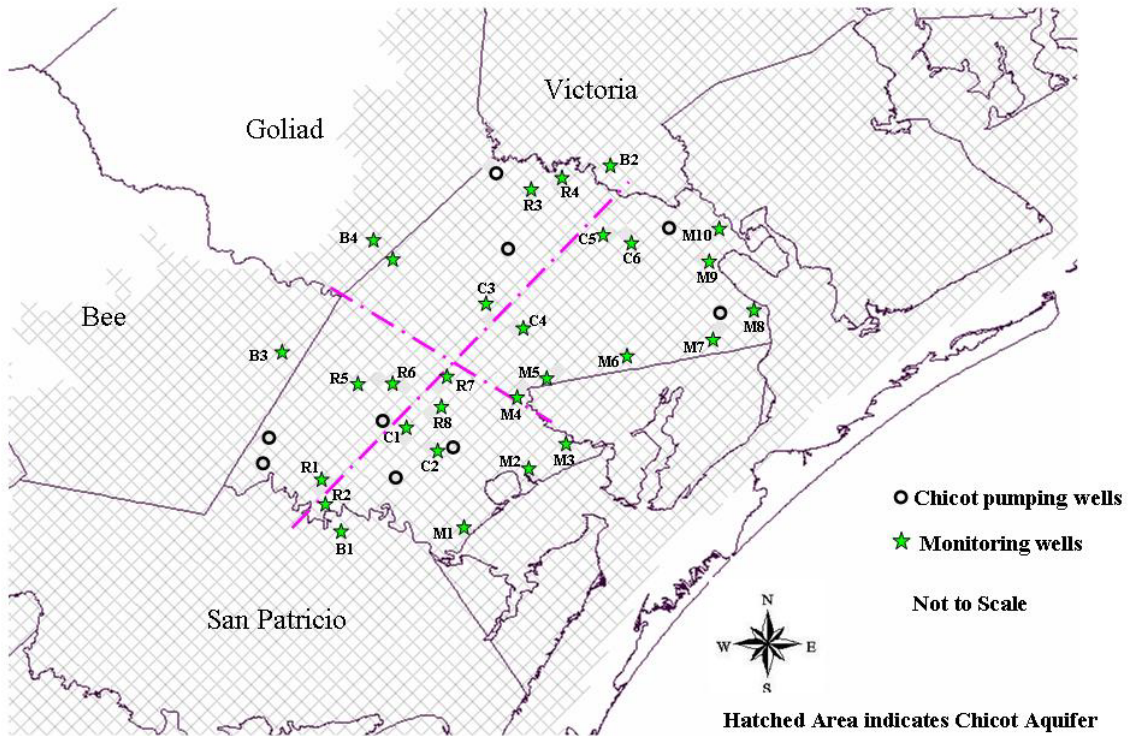 Victoria
Goliad
B2
R4
R3
B4
C5
C6
M10
M9
C3
C4
M8
M7
Bee
B3
M6
R5
R6
R7
M5
M4
R8
C1
C2
M3
M2
R1
R2
M1
B1
San Patricio
Chicot pumping wells
Monitoring wells
Not to Scale
N
W
E
S
Hatched Area indicates Chicot Aquifer